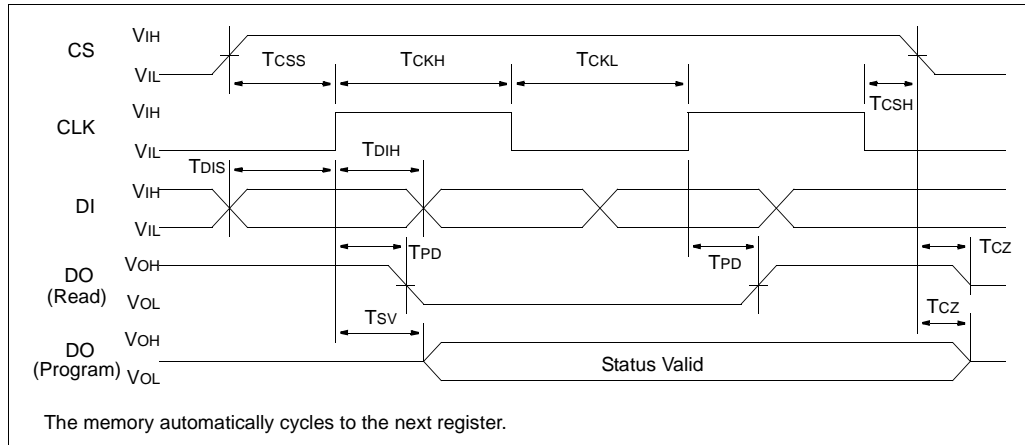 CS
VIH
VIL
TCSS
TCKH
TCKL
TCSH
CLK
VIH
VIL
TDIS
TDIH
DI
VIH
VIL
TPD
TPD
TCZ
DO
(Read)
VOH
VOL
TSV
TCZ
DO
(Program)
VOH
VOL
Status Valid
The memory automatically cycles to the next register.